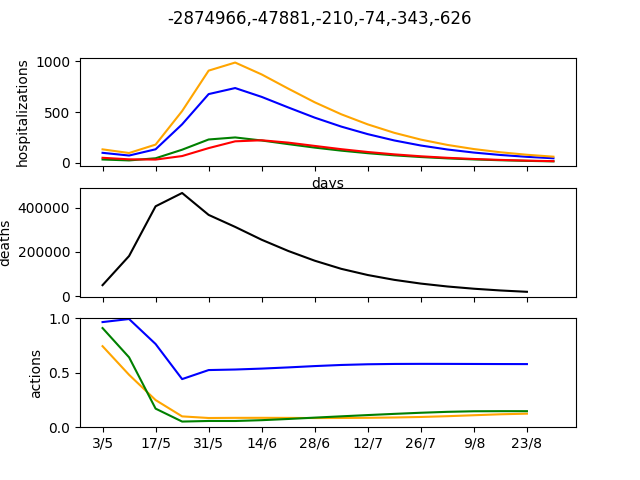 -2874966,-47881,-210,-74,-343,-626
hospitalizations
1000
500
0
days
deaths
400000
200000
0
actions
1.0
0.5
0.0
3/5 17/5 31/5 14/6 28/6 12/7 26/7 9/8 23/8